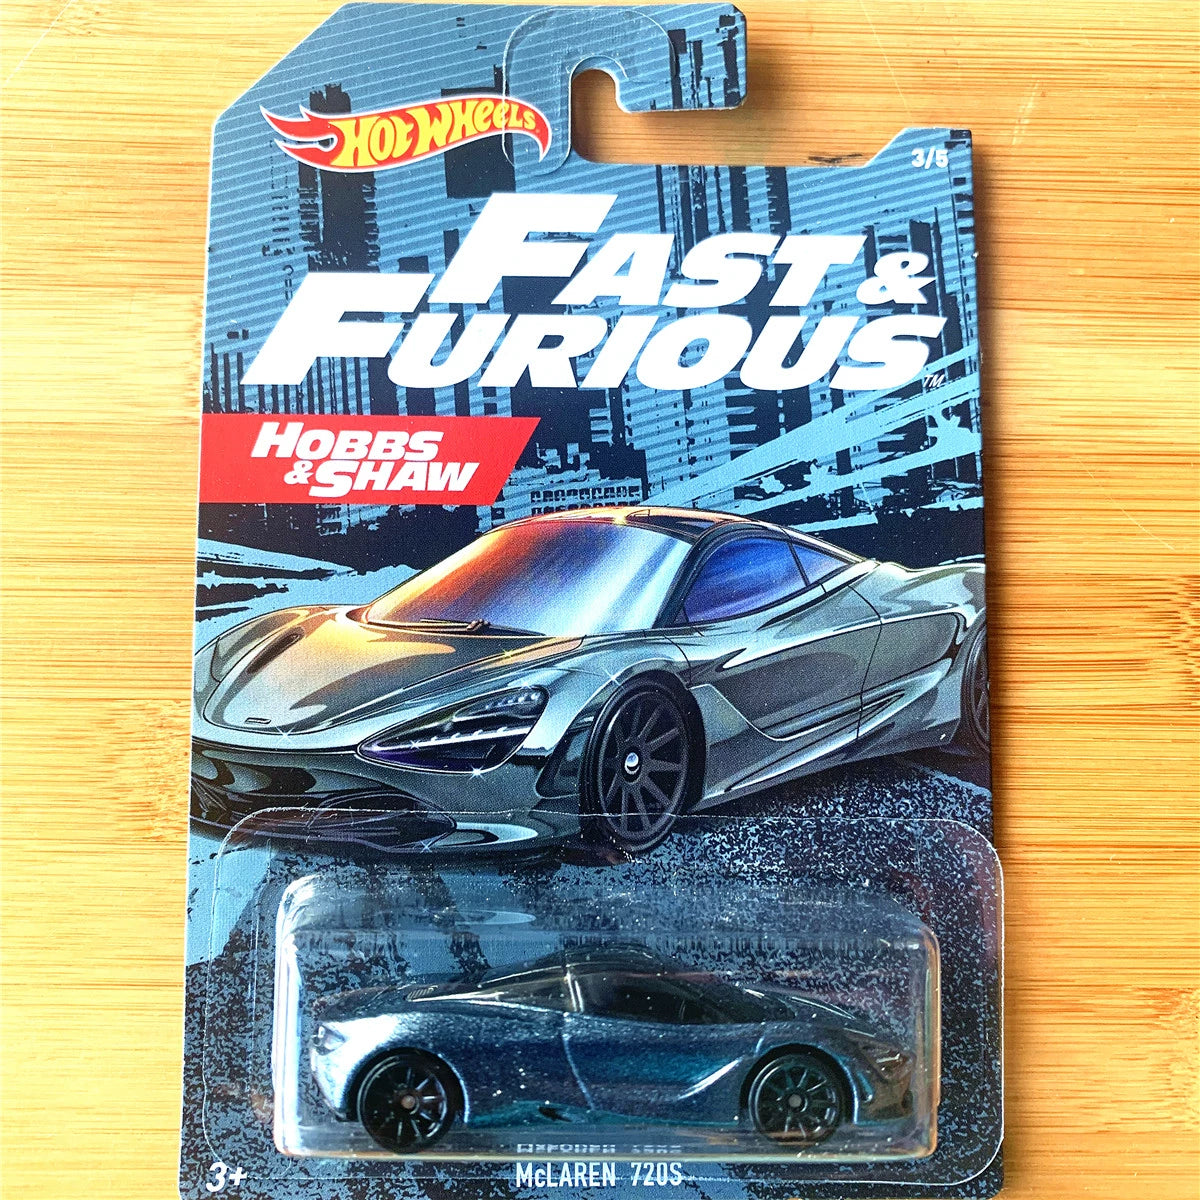 HOT WHEELS
3/5
FAST &
FURIOUS
TM
HOBBS
& SHAW
3+
McLAREN 720S